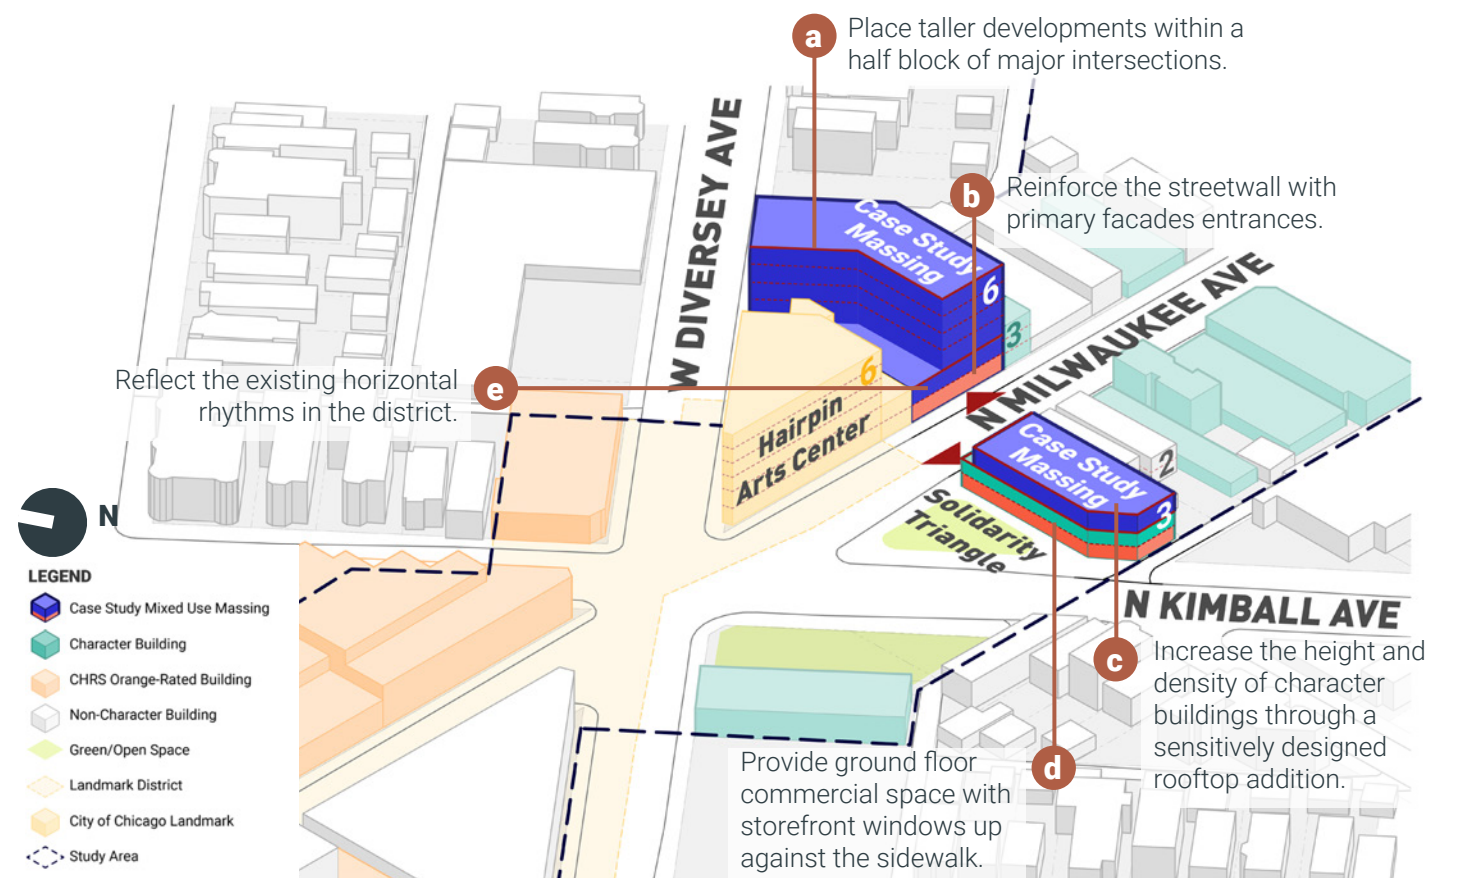 a
Place taller developments within a
half block of major intersections.
W DIVERSEY AVE
b
Reinforce the streetwall with
primary facades entrances.
Case Study
Massing
6
3
N MILWAUKEE AVE
Reflect the existing horizontal
rhythms in the district.
e
6
Hairpin
Arts Center
Case Study
Massing
2
3
Solidarity
Triangle
N
N KIMBALL AVE
LEGEND
Case Study Mixed Use Massing
Character Building
CHRS Orange-Rated Building
Non-Character Building
Green/Open Space
Landmark District
City of Chicago Landmark
Study Area
c
Increase the height and
density of character
buildings through a
sensitively designed
rooftop addition.
d
Provide ground floor
commercial space with
storefront windows up
against the sidewalk.